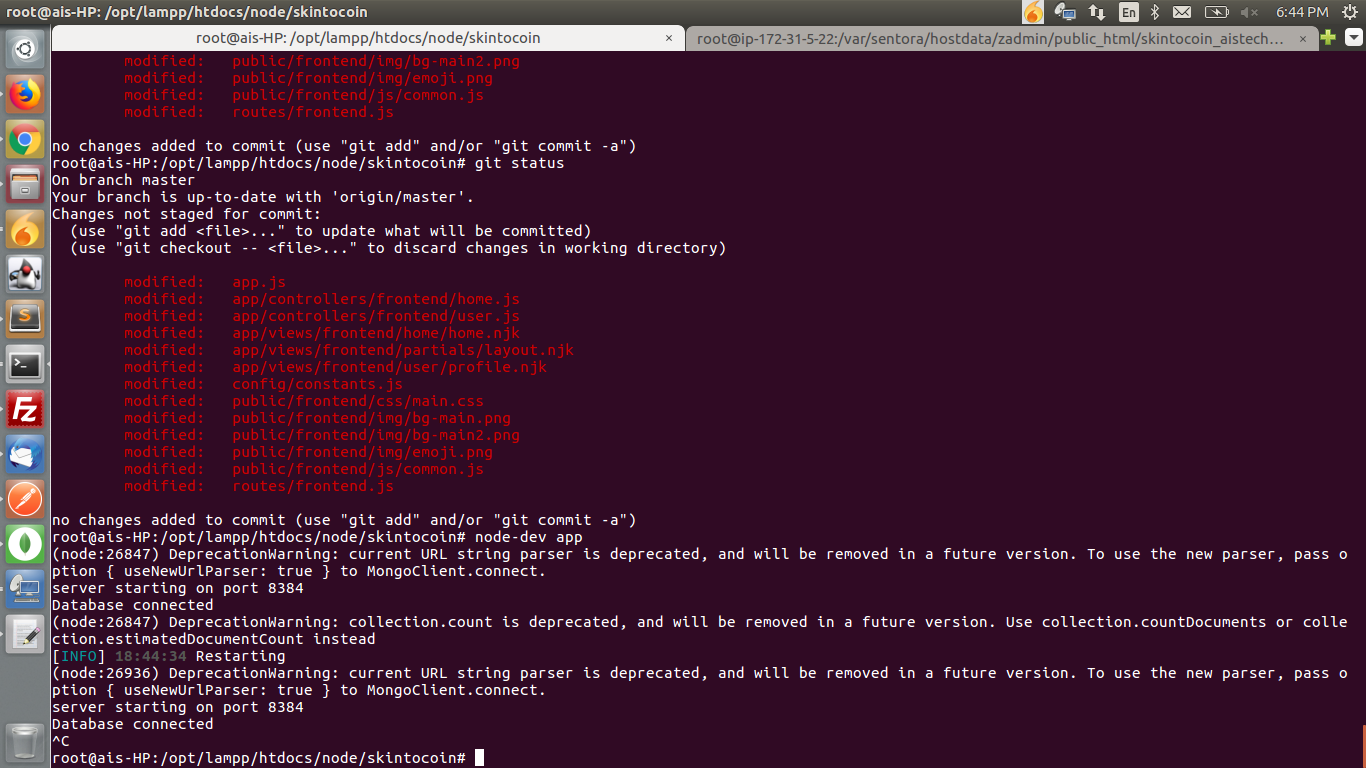 root@ais-HP: /opt/lampp/htdocs/node/skintocoin
En
6:44 PM
root@ais-HP: /opt/lampp/htdocs/node/skintocoin ×
root@ip-172-31-5-22:/var/sentora/hostdata/zadmin/public_html/skintocoin_aistech... ×
modified:   public/frontend/img/bg-main2.png
modified:   public/frontend/img/emoji.png
modified:   public/frontend/js/common.js
modified:   routes/frontend.js
no changes added to commit (use "git add" and/or "git commit -a")
root@ais-HP:/opt/lampp/htdocs/node/skintocoin# git status
On branch master
Your branch is up-to-date with 'origin/master'.
Changes not staged for commit:
  (use "git add <file>..." to update what will be committed)
  (use "git checkout -- <file>..." to discard changes in working directory)
modified:   app.js
modified:   app/controllers/frontend/home.js
modified:   app/controllers/frontend/user.js
modified:   app/views/frontend/home/home.njk
modified:   app/views/frontend/partials/layout.njk
modified:   app/views/frontend/user/profile.njk
modified:   config/constants.js
modified:   public/frontend/css/main.css
modified:   public/frontend/img/bg-main.png
modified:   public/frontend/img/bg-main2.png
modified:   public/frontend/img/emoji.png
modified:   public/frontend/js/common.js
modified:   routes/frontend.js
no changes added to commit (use "git add" and/or "git commit -a")
root@ais-HP:/opt/lampp/htdocs/node/skintocoin# node-dev app
(node:26847) DeprecationWarning: current URL string parser is deprecated, and will be removed in a future version. To use the new parser, pass o
ption { useNewUrlParser: true } to MongoClient.connect.
server starting on port 8384
Database connected
(node:26847) DeprecationWarning: collection.count is deprecated, and will be removed in a future version. Use collection.countDocuments or colle
ction.estimatedDocumentCount instead
[INFO] 18:44:34 Restarting
(node:26936) DeprecationWarning: current URL string parser is deprecated, and will be removed in a future version. To use the new parser, pass o
ption { useNewUrlParser: true } to MongoClient.connect.
server starting on port 8384
Database connected
^C
root@ais-HP:/opt/lampp/htdocs/node/skintocoin#